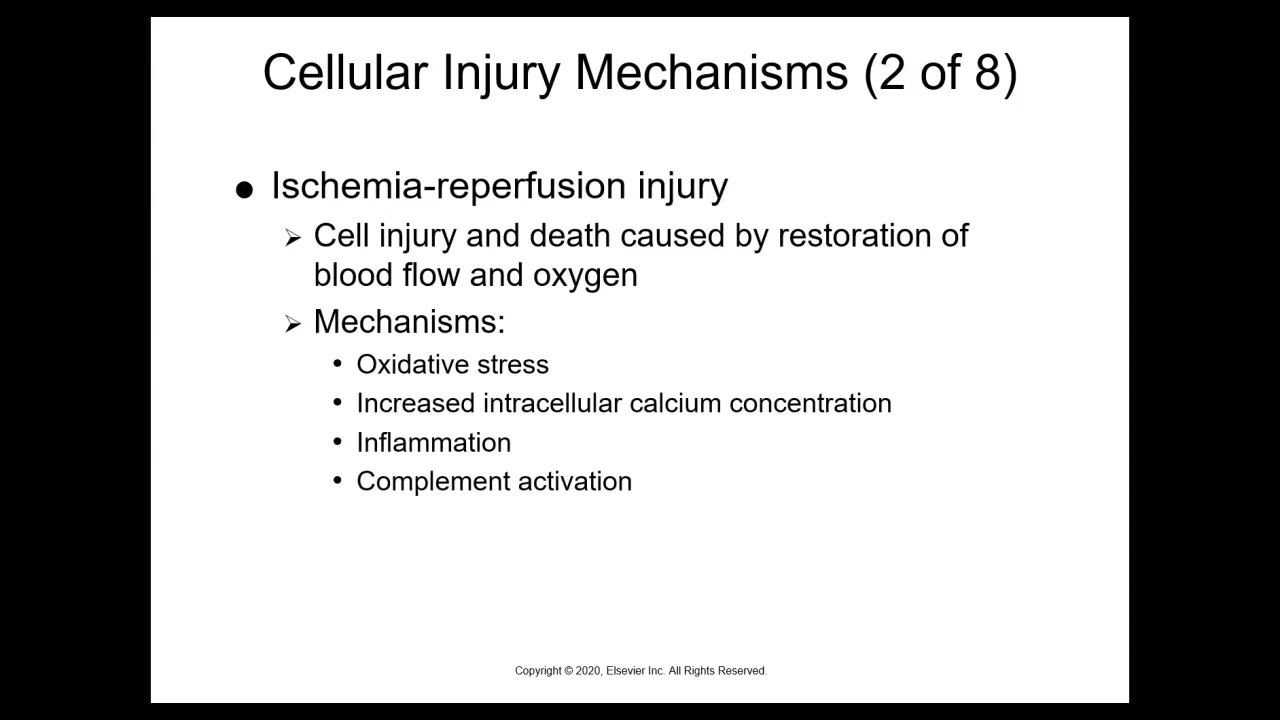 Cellular Injury Mechanisms (2 of 8)
● Ischemia-reperfusion injury
➢ Cell injury and death caused by restoration of
blood flow and oxygen
➢ Mechanisms:
• Oxidative stress
• Increased intracellular calcium concentration
• Inflammation
• Complement activation
Copyright © 2020, Elsevier Inc. All Rights Reserved.